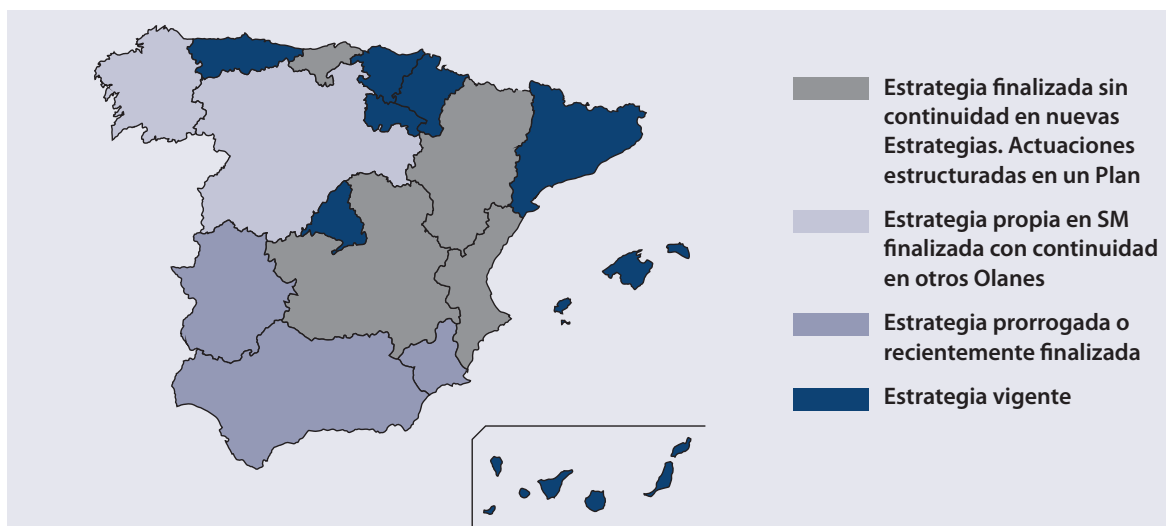 Estrategia finalizada sin
continuidad en nuevas
Estrategias. Actuaciones
estructuradas en un Plan
Estrategia propia en SM
finalizada con continuidad
en otros Olanes
Estrategia prorrogada o
recientemente finalizada
Estrategia vigente